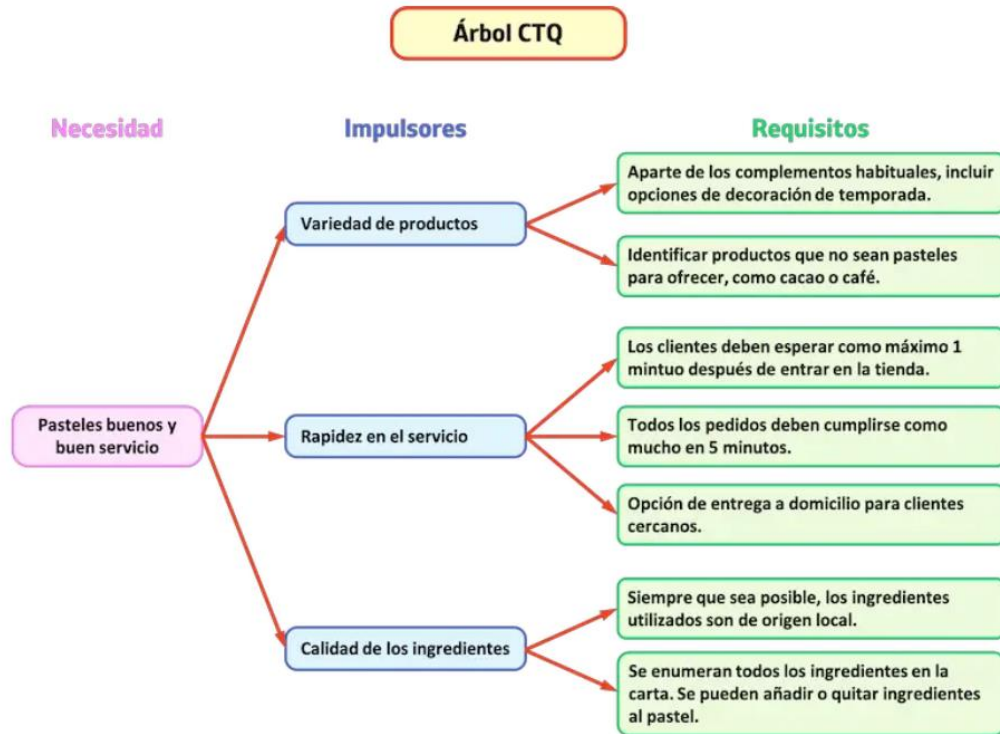 Árbol CTQ
Necesidad
Impulsores
Requisitos
Pasteles buenos y
buen servicio
Variedad de productos
Aparte de los complementos habituales, incluir
opciones de decoración de temporada.
Identificar productos que no sean pasteles
para ofrecer, como cacao o café.
Rapidez en el servicio
Los clientes deben esperar como máximo 1
mintuo después de entrar en la tienda.
Todos los pedidos deben cumplirse como
mucho en 5 minutos.
Opción de entrega a domicilio para clientes
cercanos.
Calidad de los ingredientes
Siempre que sea posible, los ingredientes
utilizados son de origen local.
Se enumeran todos los ingredientes en la
carta. Se pueden añadir o quitar ingredientes
al pastel.